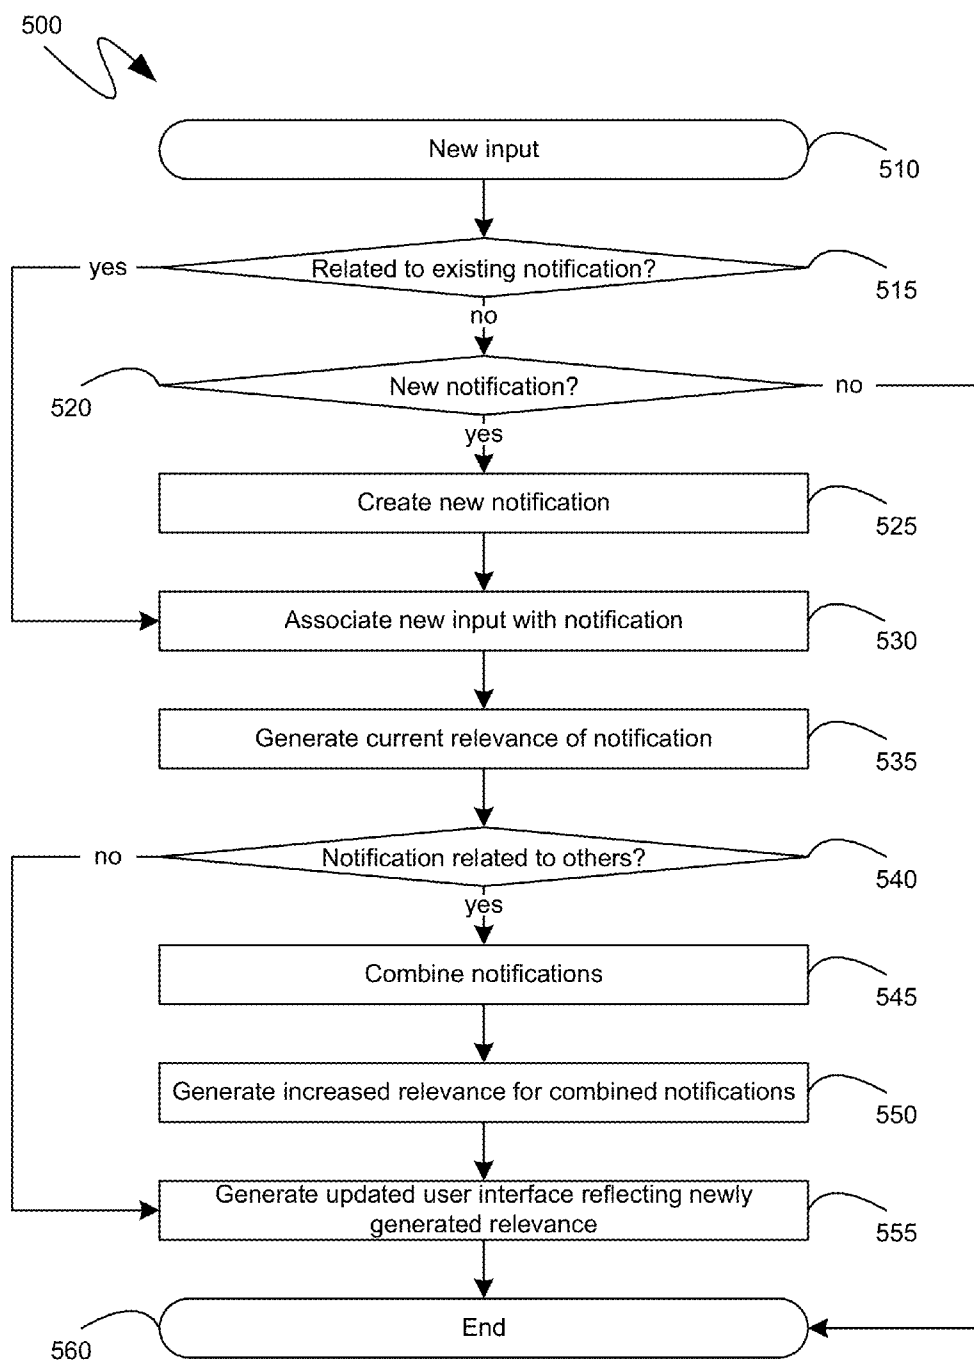 500
New input
510
yes
Related to existing notification?
515
no
520
New notification?
no
yes
Create new notification
525
Associate new input with notification
530
Generate current relevance of notification
535
no
Notification related to others?
540
yes
Combine notifications
545
Generate increased relevance for combined notifications
550
Generate updated user interface reflecting newly
generated relevance
555
End
560